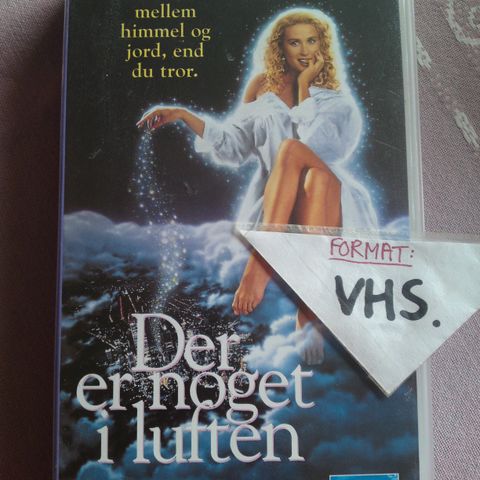 mellem
himmel og
jord, end
du tror.
FORMAT:
VHS.
Der
er noget
i luften